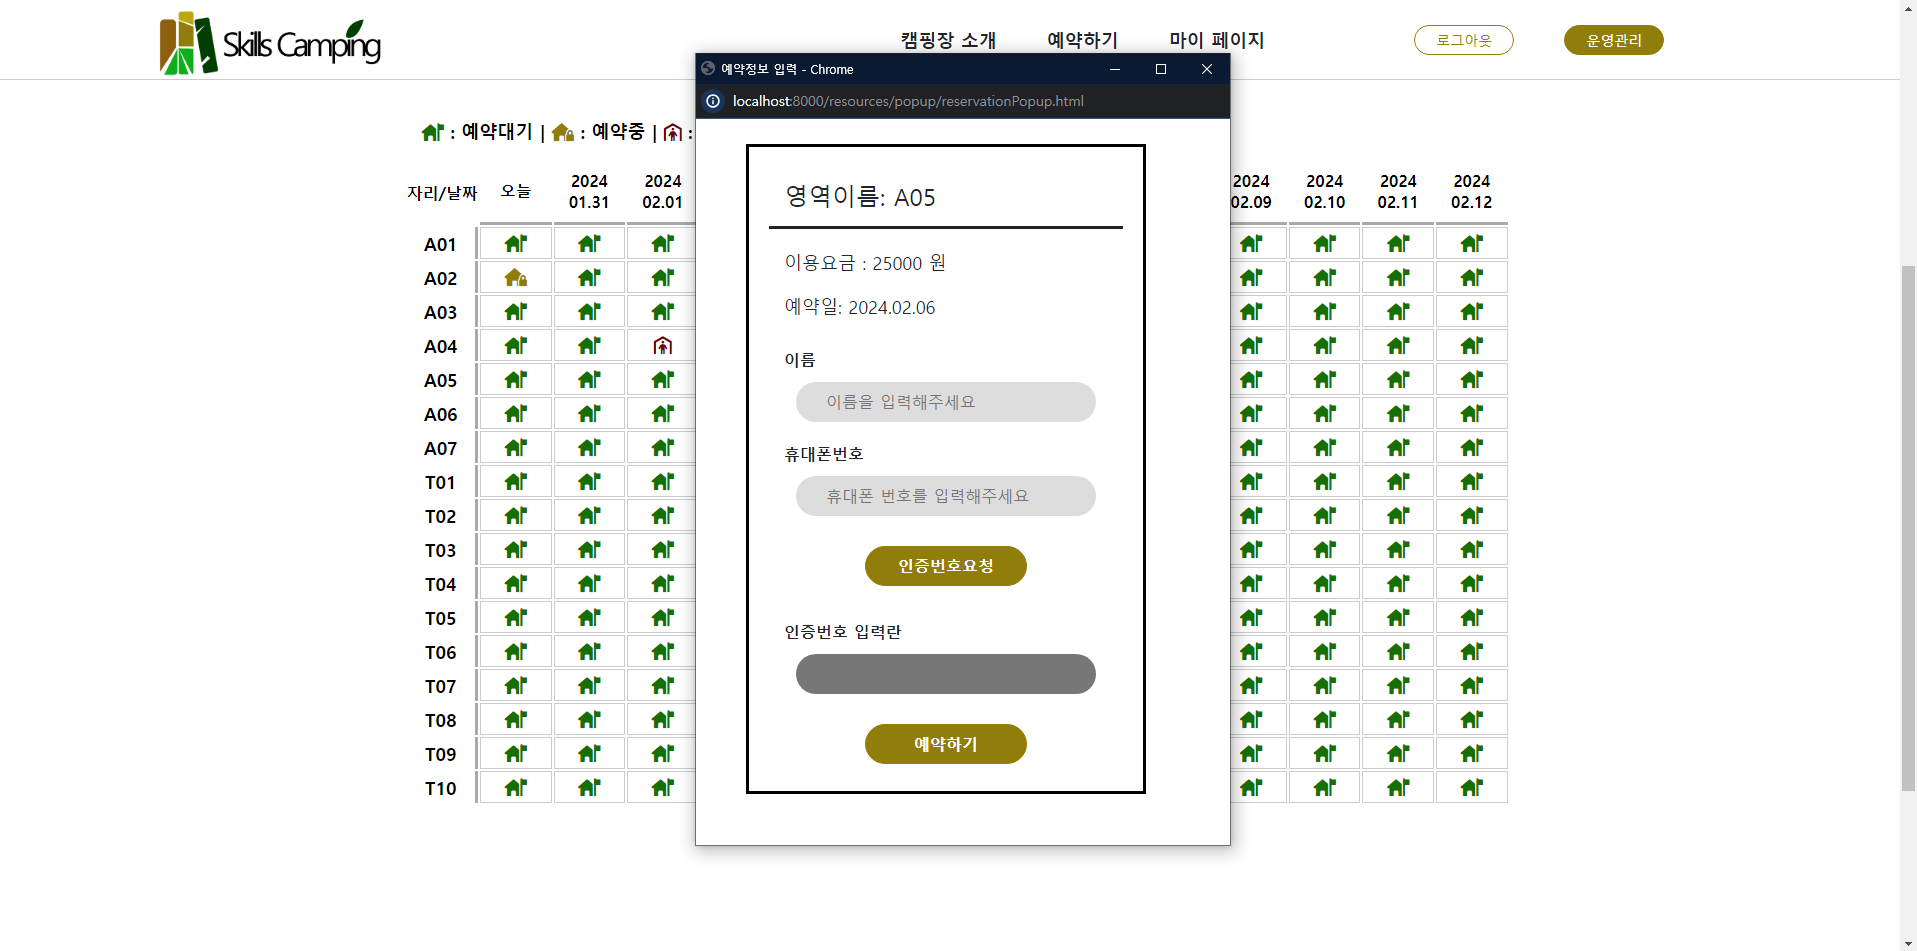 Skills Camping
캠핑장 소개
예약하기
마이 페이지
로그아웃
운영관리
: 예약대기 | : 예약중 | :
자리/날짜 오늘 2024 01.31 2024 02.01 2024 02.09 2024 02.10 2024 02.11 2024 02.12
A01
A02
A03
A04
A05
A06
A07
T01
T02
T03
T04
T05
T06
T07
T08
T09
T10
예약정보 입력 - Chrome
localhost:8000/resources/popup/reservationPopup.html
영역이름: A05
이용요금 : 25000 원
예약일: 2024.02.06
이름
이름을 입력해주세요
휴대폰번호
휴대폰 번호를 입력해주세요
인증번호요청
인증번호 입력란
예약하기